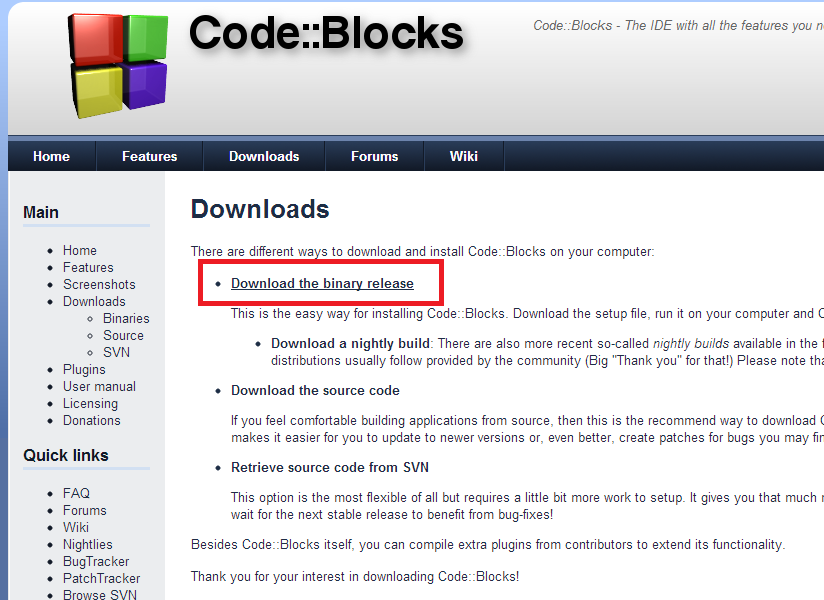 Code::Blocks
Code::Blocks - The IDE with all the features you
Home Features Downloads Forums Wiki
Main
Home
Features
Screenshots
Downloads
Binaries
Source
SVN
Plugins
User manual
Licensing
Donations
Quick links
FAQ
Forums
Wiki
Nightlies
BugTracker
PatchTracker
Browse SVN
Downloads
There are different ways to download and install Code::Blocks on your computer:
Download the binary release
This is the easy way for installing Code::Blocks. Download the setup file, run it on your computer and
Download a nightly build: There are also more recent so-called nightly builds available in the
distributions usually follow provided by the community (Big "Thank you" for that!) Please note
Download the source code
If you feel comfortable building applications from source, then this is the recommend way to download
makes it easier for you to update to newer versions or, even better, create patches for bugs you may
Retrieve source code from SVN
This option is the most flexible of all but requires a little bit more work to setup. It gives you that much
wait for the next stable release to benefit from bug-fixes!
Besides Code::Blocks itself, you can compile extra plugins from contributors to extend its functionality.
Thank you for your interest in downloading Code::Blocks!